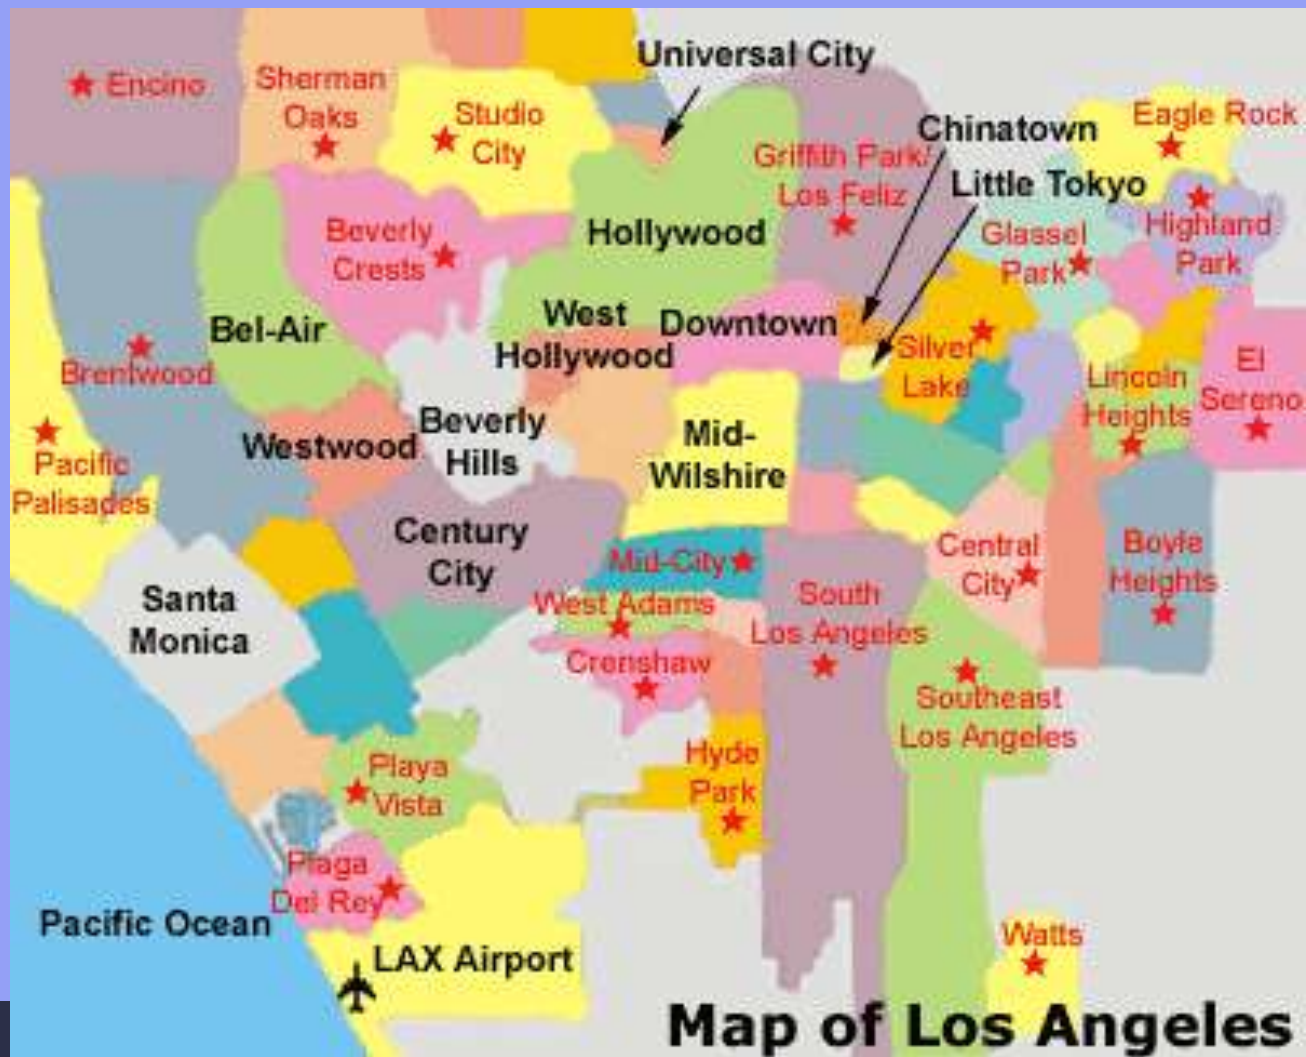 Universal City
Encino
Sherman
Oaks
Studio
City
Chinatown
Eagle Rock
Griffith Park/
Los Feliz
Little Tokyo
Beverly
Crests
Hollywood
Glassel
Park
Highland
Park
Bel-Air
West
Hollywood
Downtown
Silver
Lake
Brentwood
Lincoln
Heights
El
Sereno
Pacific
Palisades
Westwood
Beverly
Hills
Mid-
Wilshire
Century
City
Mid-City
Central
City
Boyle
Heights
Santa
Monica
West Adams
South
Los Angeles
Crenshaw
Southeast
Los Angeles
Playa
Vista
Hyde
Park
Plaga
Del Rey
Pacific Ocean
LAX Airport
Watts
Map of Los Angeles